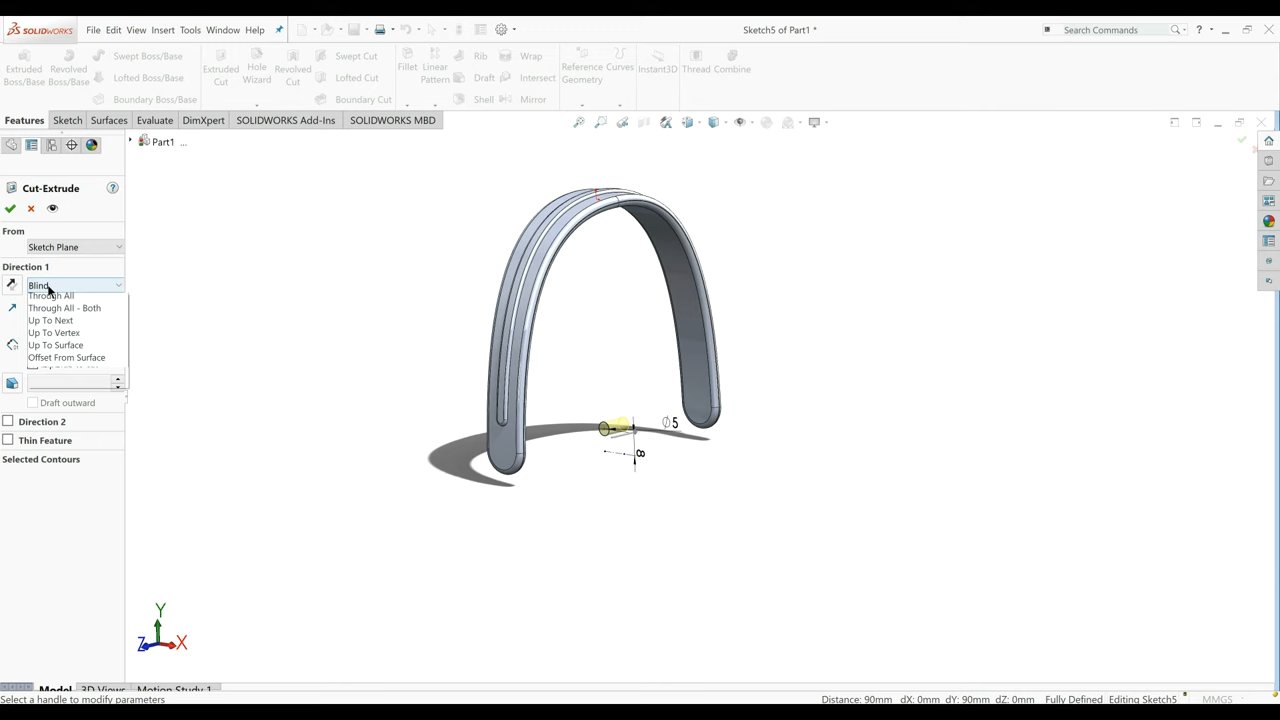 SOLIDWORKS File Edit View Insert Tools Window Help Sketch5 of Part1 * Search Commands ?
Extruded Boss/Base
Revolved Boss/Base
Swept Boss/Base
Lofted Boss/Base
Boundary Boss/Base
Extruded Cut
Hole Wizard
Revolved Cut
Swept Cut
Lofted Cut
Boundary Cut
Fillet
Linear Pattern
Rib
Draft
Shell
Wrap
Intersect
Mirror
Reference Geometry
Curves
Instant3D
Thread
Combine
Features Sketch Surfaces Evaluate DimXpert SOLIDWORKS Add-Ins SOLIDWORKS MBD
Part1 ...
Cut-Extrude ?
From
Sketch Plane
Direction 1
Blind
Through All
Through All - Both
Up To Next
Up To Vertex
Up To Surface
Offset From Surface
Draft outward
Direction 2
Thin Feature
Selected Contours
∅5
8
Y
Z X
Model 3D Views Motion Study 1
Select a handle to modify parameters Distance: 90mm dX: 0mm dY: 90mm dZ: 0mm Fully Defined Editing Sketch5 MMGS